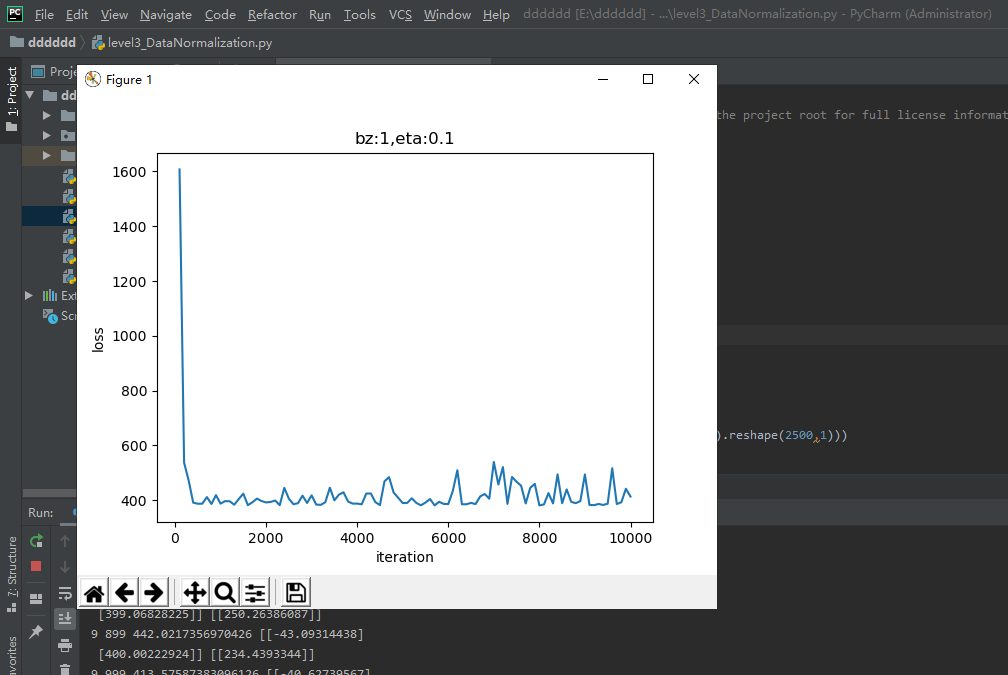 PC File Edit View Navigate Code Refactor Run Tools VCS Window Help dddddd [E:\dddddd] - ...\level3_DataNormalization.py - PyCharm (Administrator)
dddddd level3_DataNormalization.py
1: Project
Proje
dd
Ext
Scr
Figure 1
the project root for full license informat
bz:1,eta:0.1
1600
1400
1200
1000
800
600
400
loss
0 2000 4000 6000 8000 10000
iteration
).reshape(2500,1)))
Run:
7: Structure
avorites
[399.06828225]] [[250.26386087]]
9 899 442.0217356970426 [[-43.09314438]
[400.00222924]] [[234.4393344]]
9 999 413.57587383096126 [[-40.62739567]